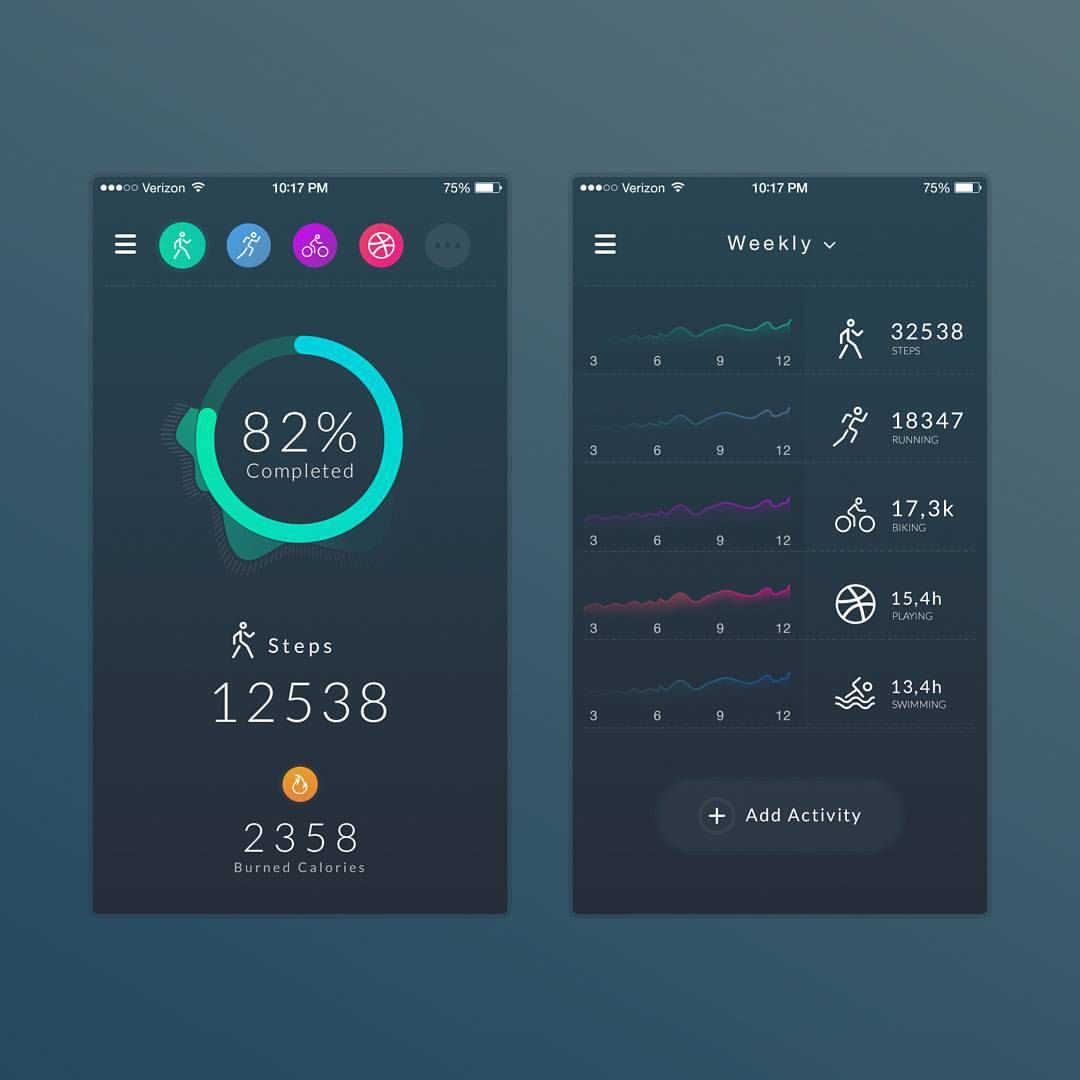 Verizon 10:17 PM 75%
82%
Completed
Steps
12538
2358
Burned Calories
Verizon 10:17 PM 75%
Weekly
3 6 9 12
32538
STEPS
3 6 9 12
18347
RUNNING
3 6 9 12
17,3k
BIKING
3 6 9 12
15,4h
PLAYING
3 6 9 12
13,4h
SWIMMING
Add Activity